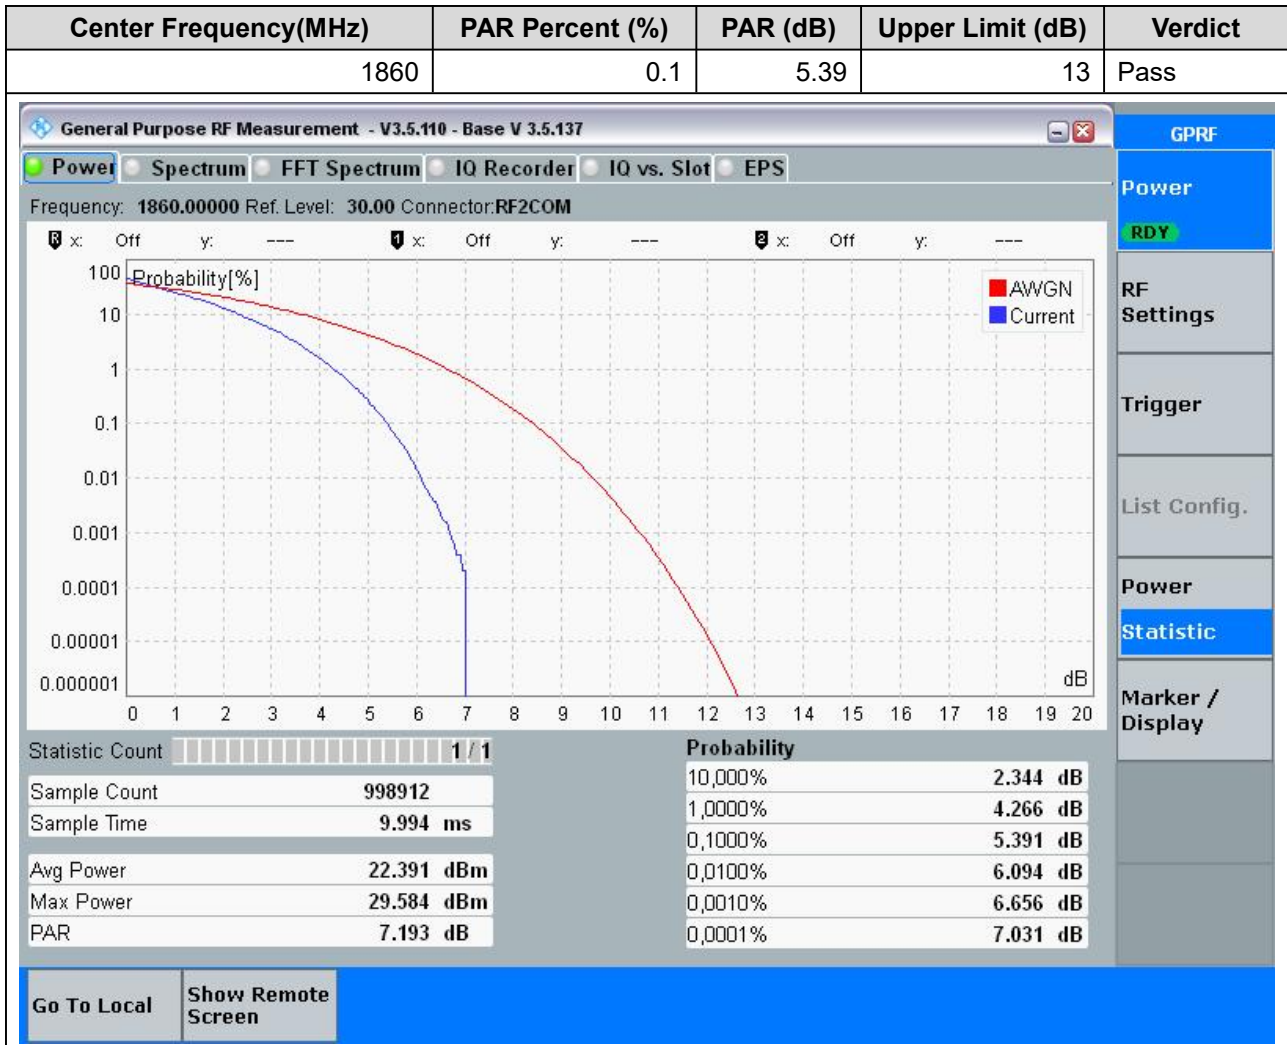 Center Frequency(MHz) PAR Percent (%) PAR (dB) Upper Limit (dB) Verdict
1860 0.1 5.39 13 Pass
General Purpose RF Measurement - V3.5.110 - Base V 3.5.137
GPRF
Power Spectrum FFT Spectrum IQ Recorder IQ vs. Slot EPS
Power
RDY
Frequency: 1860.00000 Ref. Level: 30.00 Connector:RF2COM
R x: Off y: --- 1 x: Off y: --- 2 x: Off y: ---
Probability[%]
AWGN
Current
100
10
1
0.1
0.01
0.001
0.0001
0.00001
0.000001
dB
0 1 2 3 4 5 6 7 8 9 10 11 12 13 14 15 16 17 18 19 20
RF
Settings
Trigger
List Config.
Power
Statistic
Marker /
Display
Statistic Count 1 / 1
Sample Count 998912
Sample Time 9.994 ms
Avg Power 22.391 dBm
Max Power 29.584 dBm
PAR 7.193 dB
Probability
10,000% 2.344 dB
1,0000% 4.266 dB
0,1000% 5.391 dB
0,0100% 6.094 dB
0,0010% 6.656 dB
0,0001% 7.031 dB
Go To Local
Show Remote
Screen